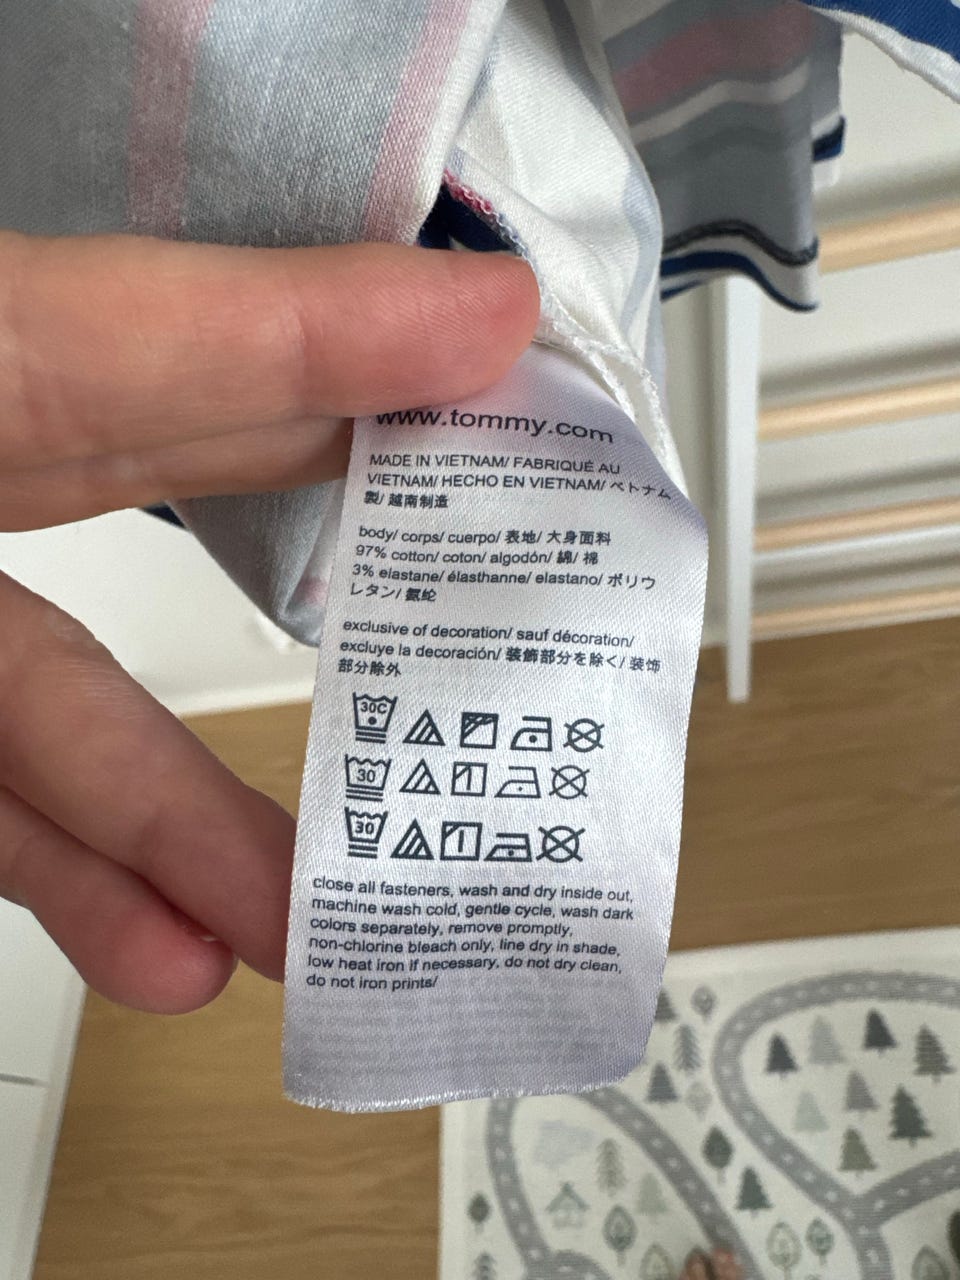 www.tommy.com
MADE IN VIETNAM/ FABRIQUÉ AU
VIETNAM/ HECHO EN VIETNAM/ ベトナム
製/ 越南制造
body/ corps/ cuerpo/ 表地/ 大身面料
97% cotton/ coton/ algodón/ 綿/ 棉
3% elastane/ élasthanne/ elastano/ ポリウ
レタン/ 氨纶
exclusive of decoration/ sauf décoration/
excluye la decoración/ 装飾部分を除く/ 装饰
部分除外
30C
30
30
close all fasteners, wash and dry inside out,
machine wash cold, gentle cycle, wash dark
colors separately, remove promptly,
non-chlorine bleach only, line dry in shade,
low heat iron if necessary, do not dry clean,
do not iron prints/